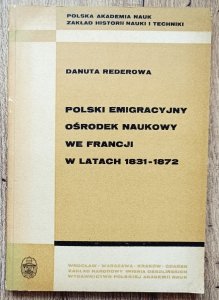 POLSKA AKADEMIA NAUK
ZAKŁAD HISTORII NAUKI I TECHNIKI
DANUTA REDEROWA
POLSKI EMIGRACYJNY
OŚRODEK NAUKOWY
WE FRANCJI
W LATACH 1831-1872
WROCŁAW - WARSZAWA - KRAKÓW - GDAŃSK
ZAKŁAD NARODOWY IMIENIA OSSOLIŃSKICH
WYDAWNICTWO POLSKIEJ AKADEMII NAUK